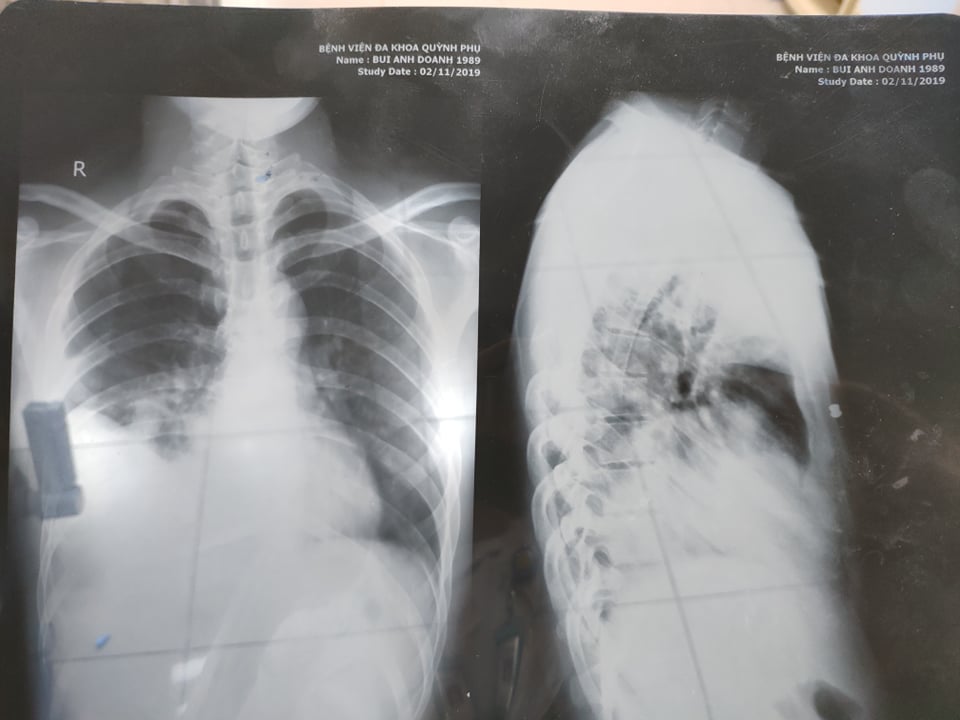 BỆNH VIỆN ĐA KHOA QUỲNH PHỤ
Name : BUI ANH DOANH 1989
Study Date : 02/11/2019
R
BỆNH VIỆN ĐA KHOA QUỲNH PHỤ
Name : BUI ANH DOANH 1989
Study Date : 02/11/2019